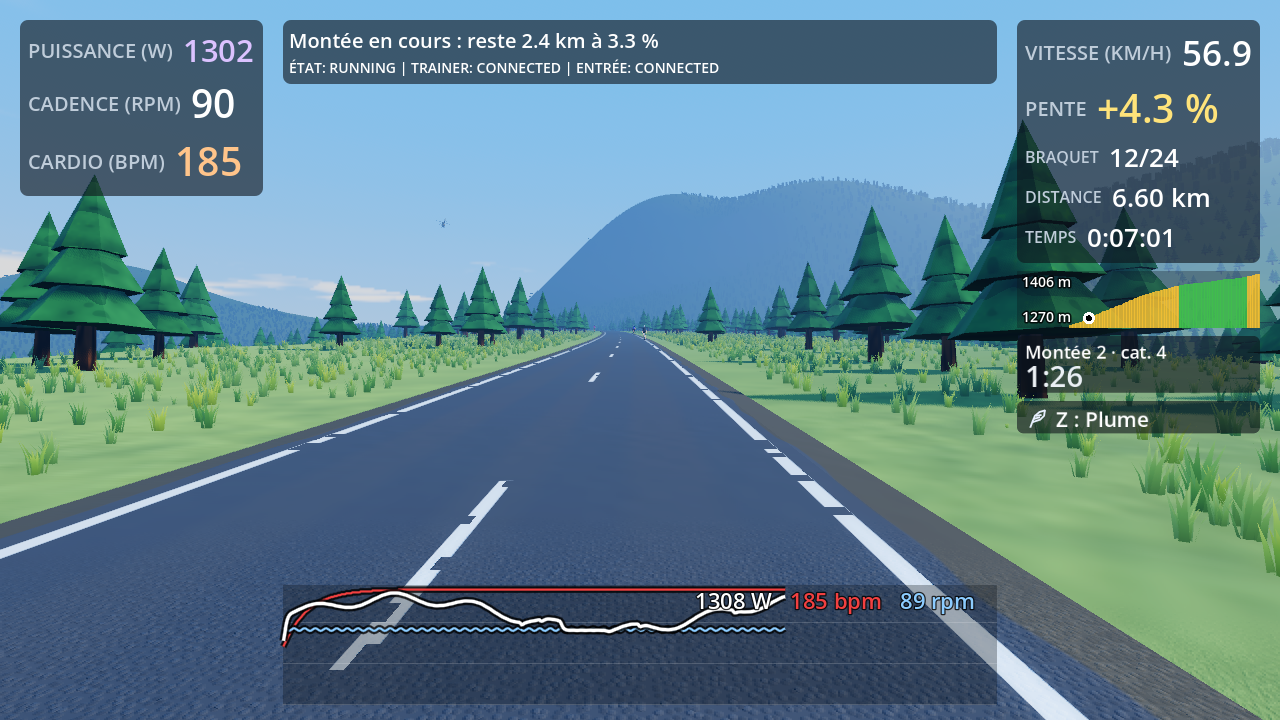 PUISSANCE (W) 1302
CADENCE (RPM) 90
CARDIO (BPM) 185
Montée en cours : reste 2.4 km à 3.3 %
ÉTAT: RUNNING | TRAINER: CONNECTED | ENTRÉE: CONNECTED
VITESSE (KM/H) 56.9
PENTE +4.3 %
BRAQUET 12/24
DISTANCE 6.60 km
TEMPS 0:07:01
1406 m
1270 m
Montée 2 · cat. 4
1:26
Z : Plume
1308 W 185 bpm 89 rpm